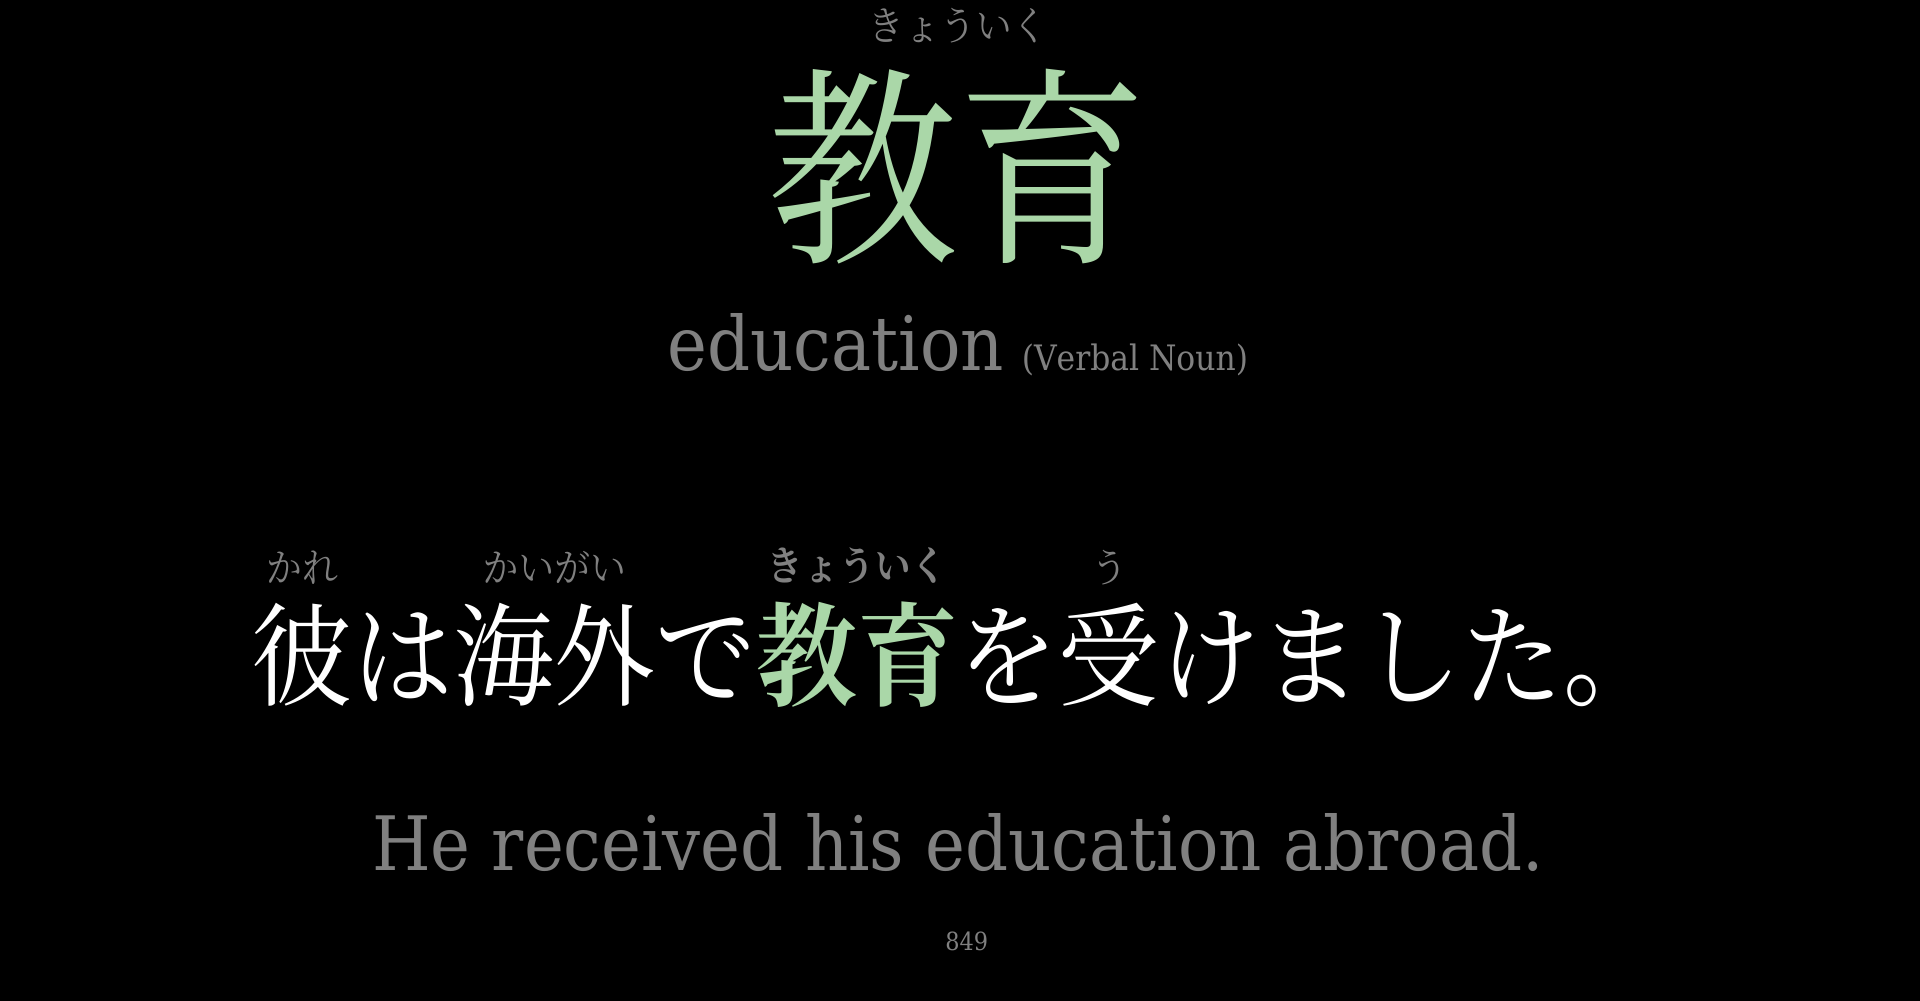 きょういく
教育
education (Verbal Noun)
かれ かいがい きょういく う
彼は海外で教育を受けました。
He received his education abroad.
849